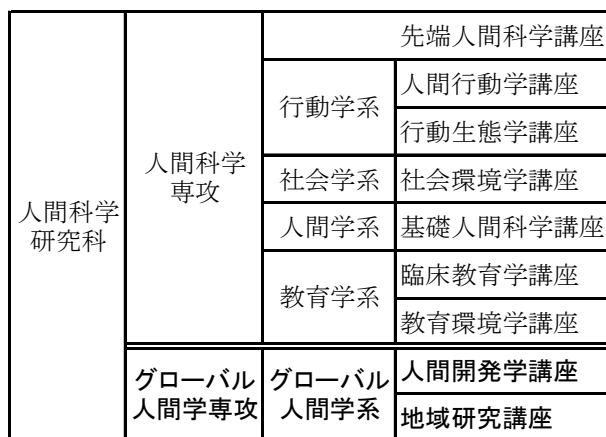 人間科学
研究科
人間科学
専攻
先端人間科学講座
行動学系
人間行動学講座
行動生態学講座
社会学系
社会環境学講座
人間学系
基礎人間科学講座
教育学系
臨床教育学講座
教育環境学講座
グローバル
人間学専攻
グローバル
人間学系
人間開発学講座
地域研究講座